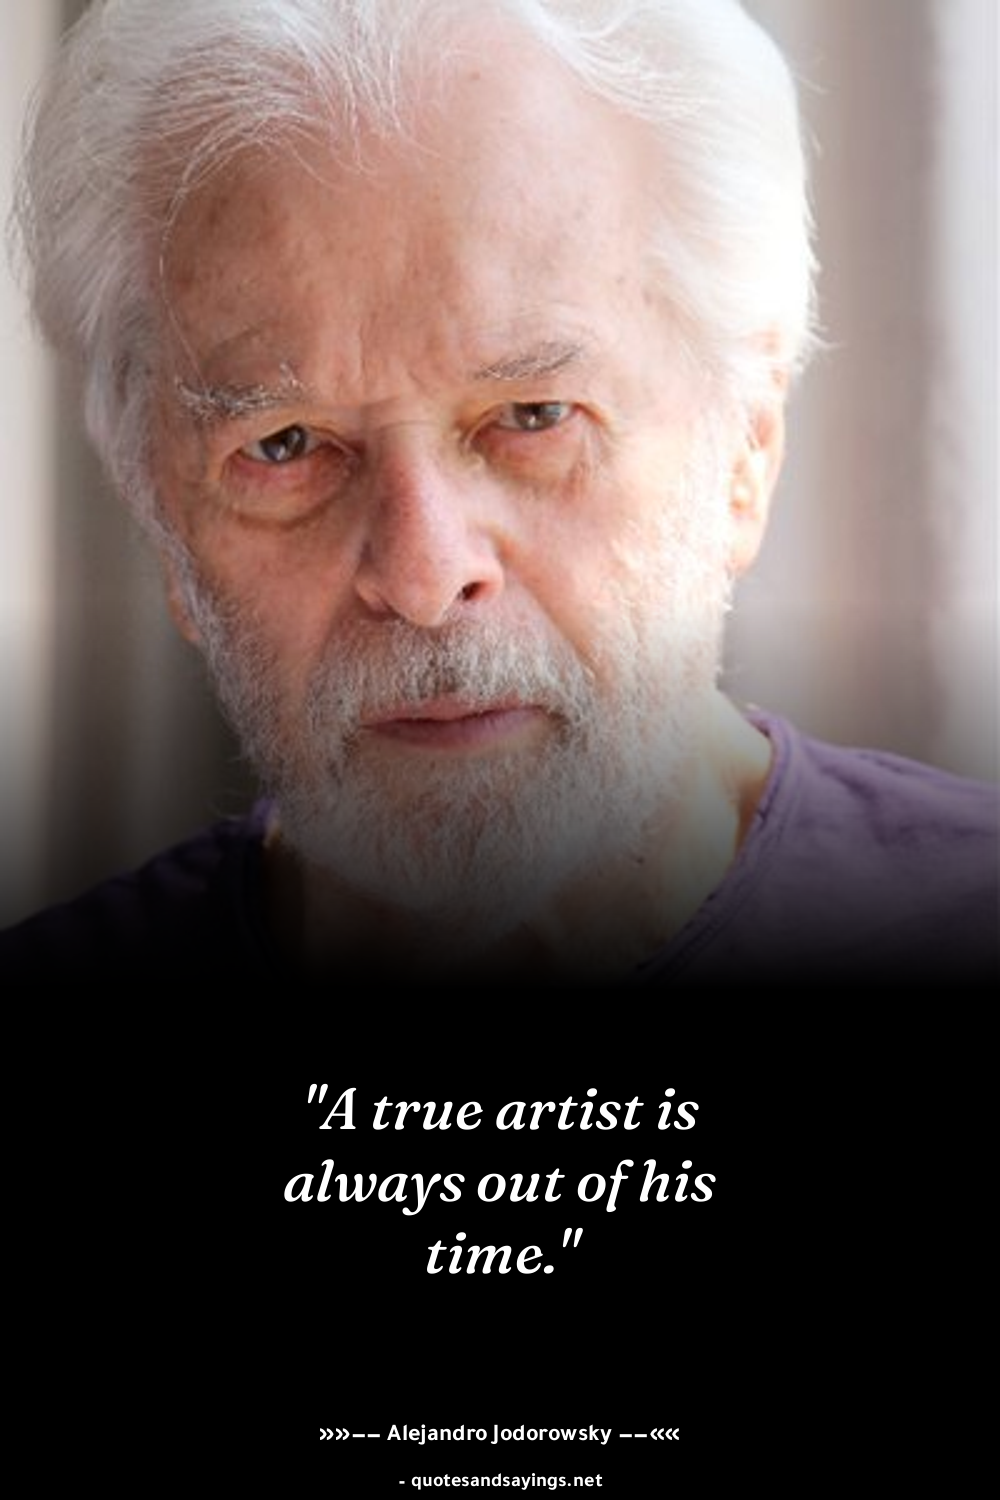 "A true artist is
always out of his
time."
»»—— Alejandro Jodorowsky ——««
- quotesandsayings.net